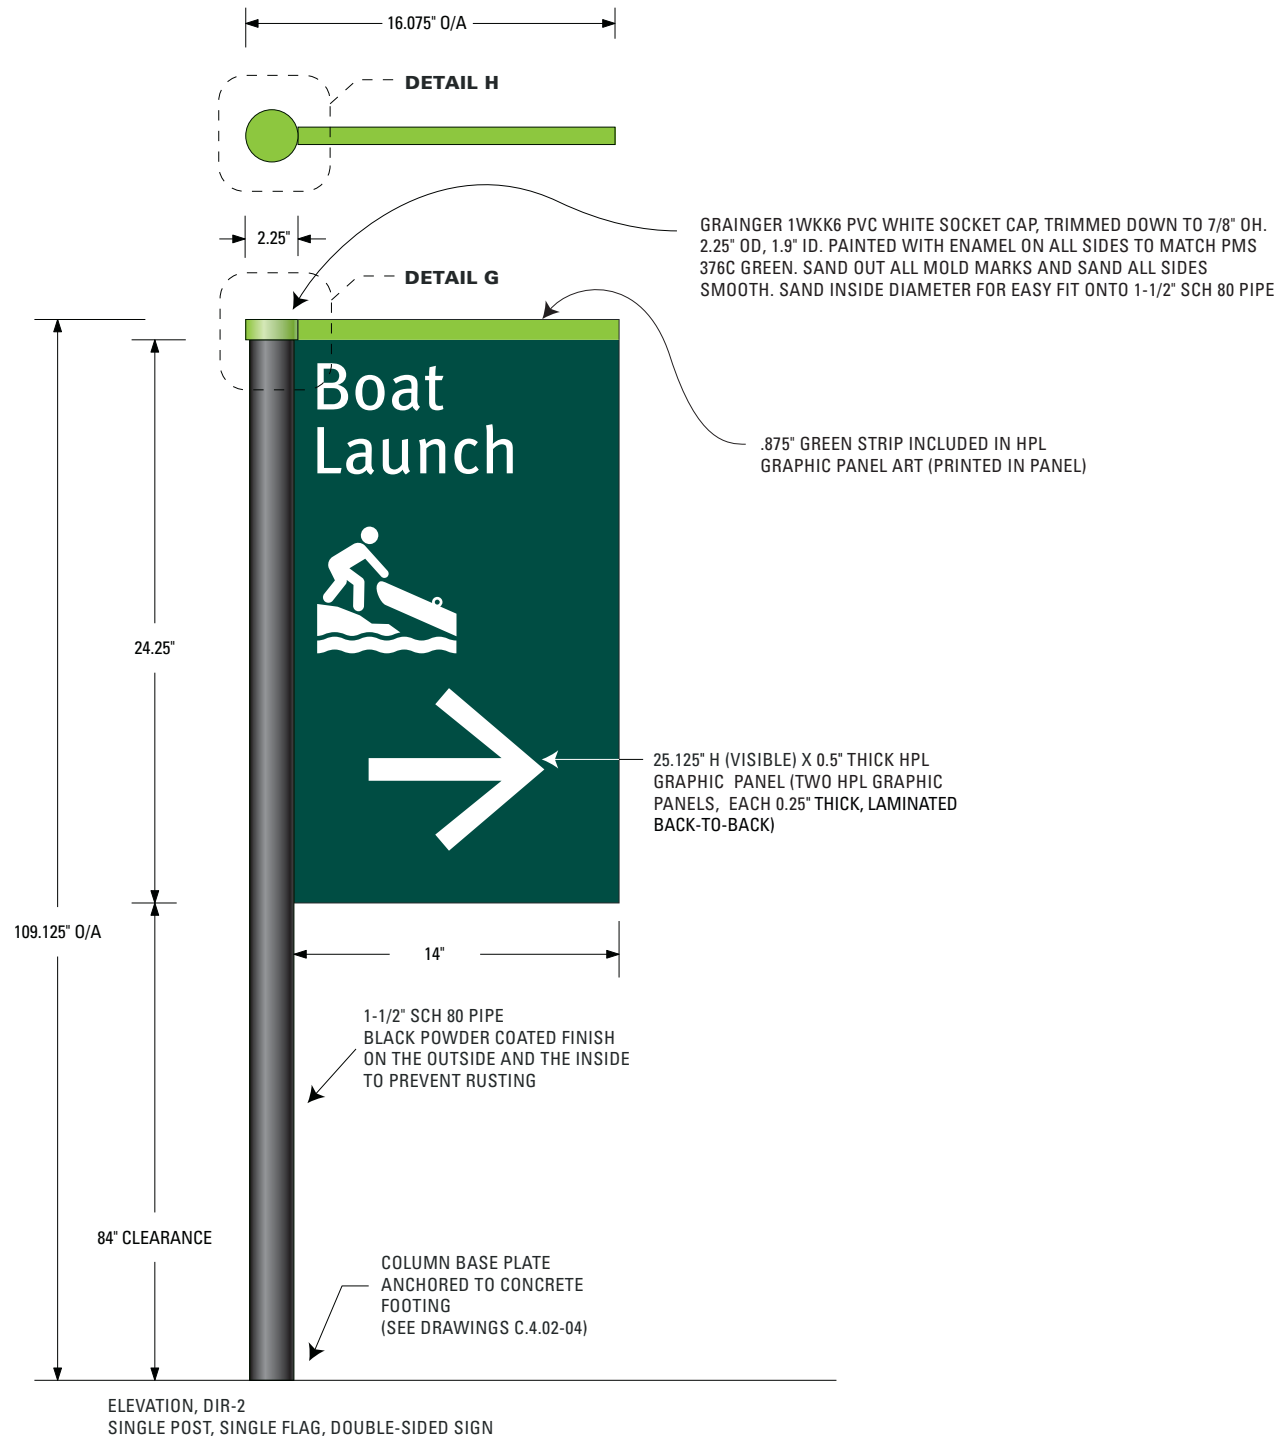 16.075" O/A
DETAIL H
GRAINGER 1WKK6 PVC WHITE SOCKET CAP, TRIMMED DOWN TO 7/8" OH.
2.25" OD, 1.9" ID. PAINTED WITH ENAMEL ON ALL SIDES TO MATCH PMS
376C GREEN. SAND OUT ALL MOLD MARKS AND SAND ALL SIDES
SMOOTH. SAND INSIDE DIAMETER FOR EASY FIT ONTO 1-1/2" SCH 80 PIPE
2.25"
DETAIL G
Boat
Launch
.875" GREEN STRIP INCLUDED IN HPL
GRAPHIC PANEL ART (PRINTED IN PANEL)
24.25"
25.125" H (VISIBLE) X 0.5" THICK HPL
GRAPHIC PANEL (TWO HPL GRAPHIC
PANELS, EACH 0.25" THICK, LAMINATED
BACK-TO-BACK)
109.125" O/A
14"
1-1/2" SCH 80 PIPE
BLACK POWDER COATED FINISH
ON THE OUTSIDE AND THE INSIDE
TO PREVENT RUSTING
84" CLEARANCE
COLUMN BASE PLATE
ANCHORED TO CONCRETE
FOOTING
(SEE DRAWINGS C.4.02-04)
ELEVATION, DIR-2
SINGLE POST, SINGLE FLAG, DOUBLE-SIDED SIGN